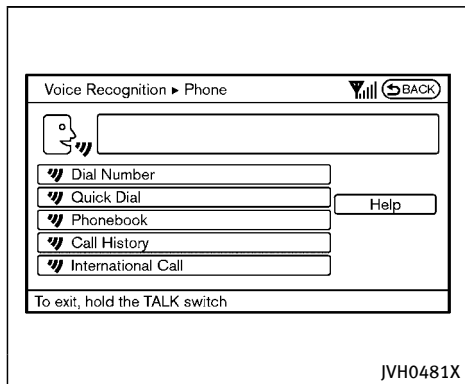 Voice Recognition ▸ Phone BACK
Dial Number
Quick Dial
Help
Phonebook
Call History
International Call
To exit, hold the TALK switch
JVH0481X